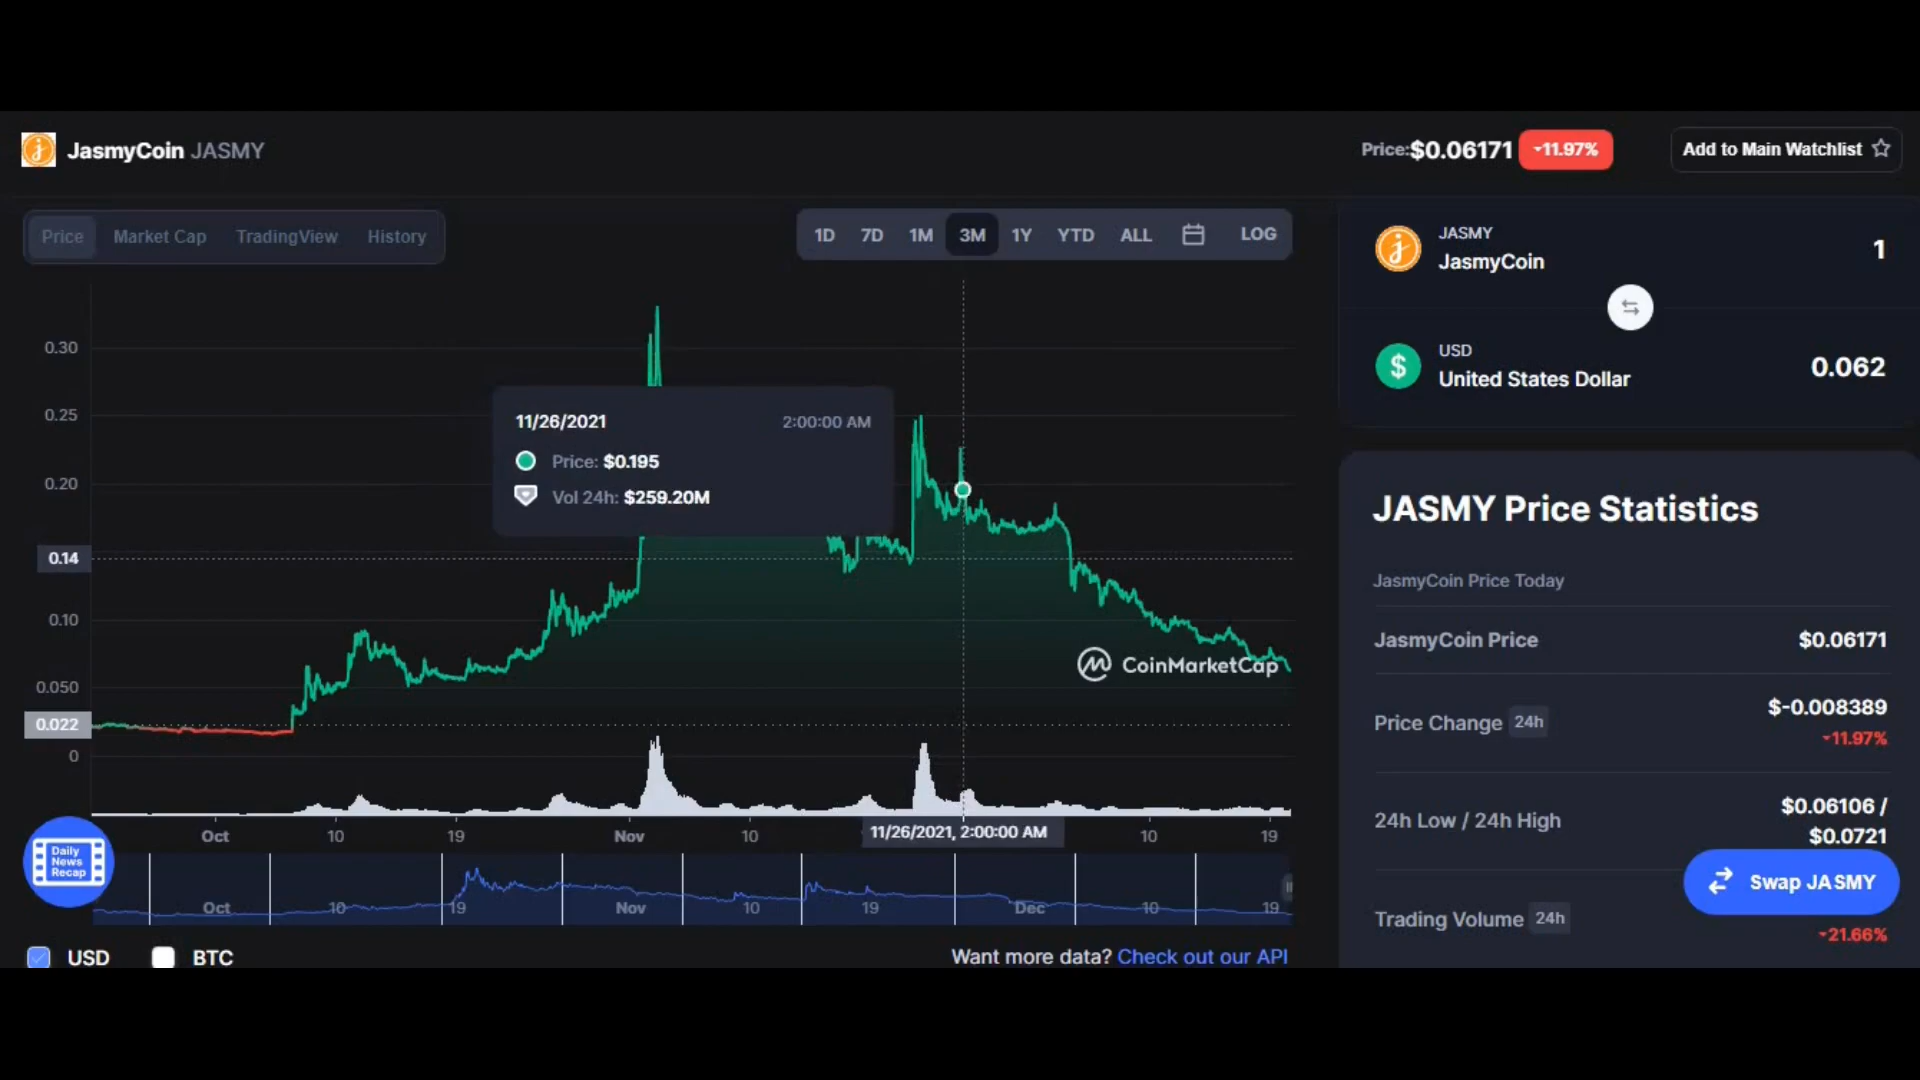 JasmyCoin JASMY
Price:$0.06171 -11.97%
Add to Main Watchlist
Price Market Cap TradingView History
1D 7D 1M 3M 1Y YTD ALL LOG
JASMY
JasmyCoin
1
USD
United States Dollar
0.062
0.30
0.25
0.20
0.14
0.10
0.050
0.022
0
11/26/2021 2:00:00 AM
Price: $0.195
Vol 24h: $259.20M
CoinMarketCap
Oct 10 19 Nov 10 11/26/2021, 2:00:00 AM 10 19
Oct 10 19 Nov 10 19 Dec 10 19
Daily
News
Recap
USD BTC
Want more data? Check out our API
JASMY Price Statistics
JasmyCoin Price Today
JasmyCoin Price $0.06171
Price Change 24h $-0.008389
-11.97%
24h Low / 24h High $0.06106 /
$0.0721
Swap JASMY
Trading Volume 24h
-21.66%